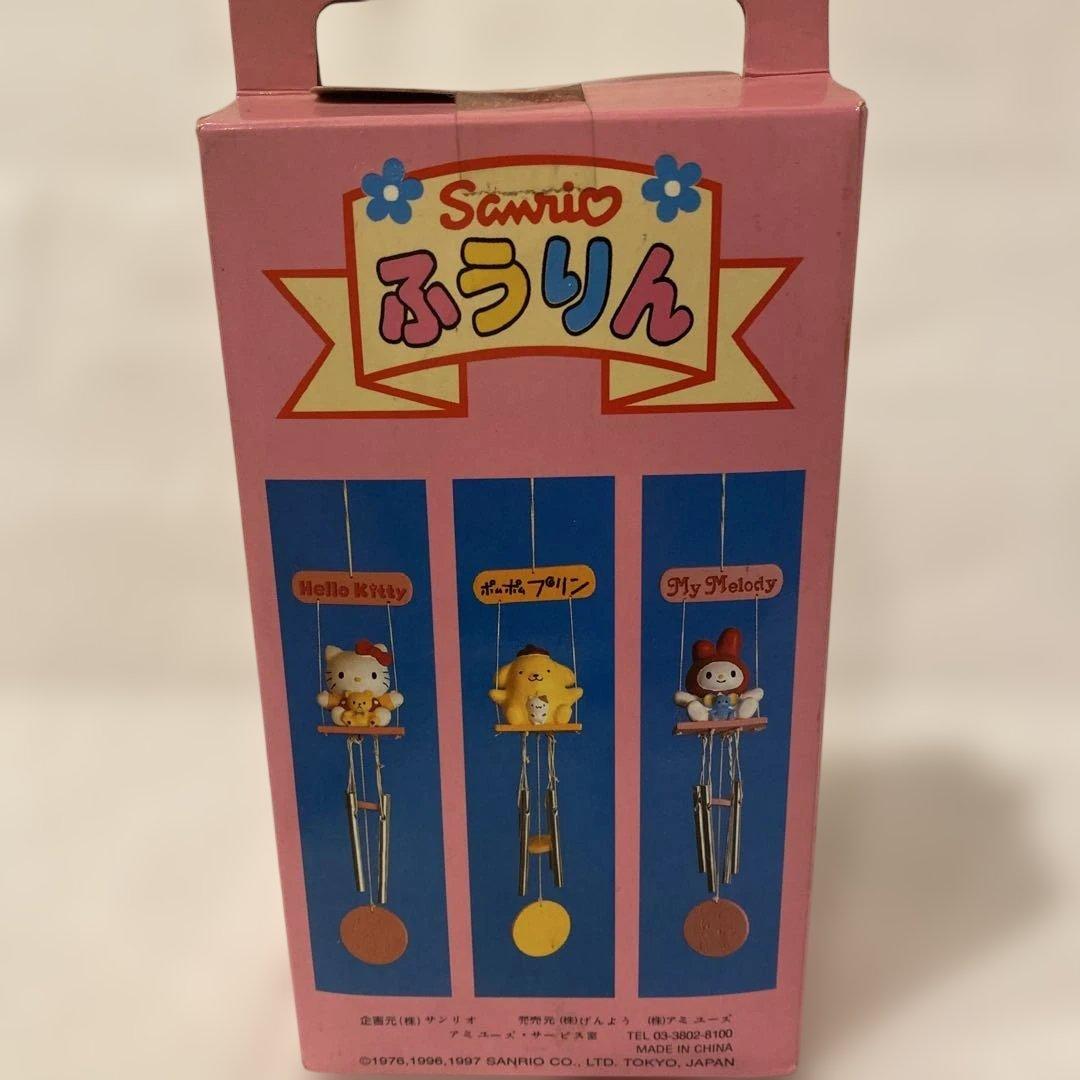 Sanrio
ふうりん
Hello Kitty
ポムポムプリン
My Melody
企画元(株)サンリオ 発売元(株)げんよう (株)アミューズ
アミューズ・サービス室 TEL 03-3802-8100
MADE IN CHINA
©1976,1996,1997 SANRIO CO., LTD. TOKYO, JAPAN